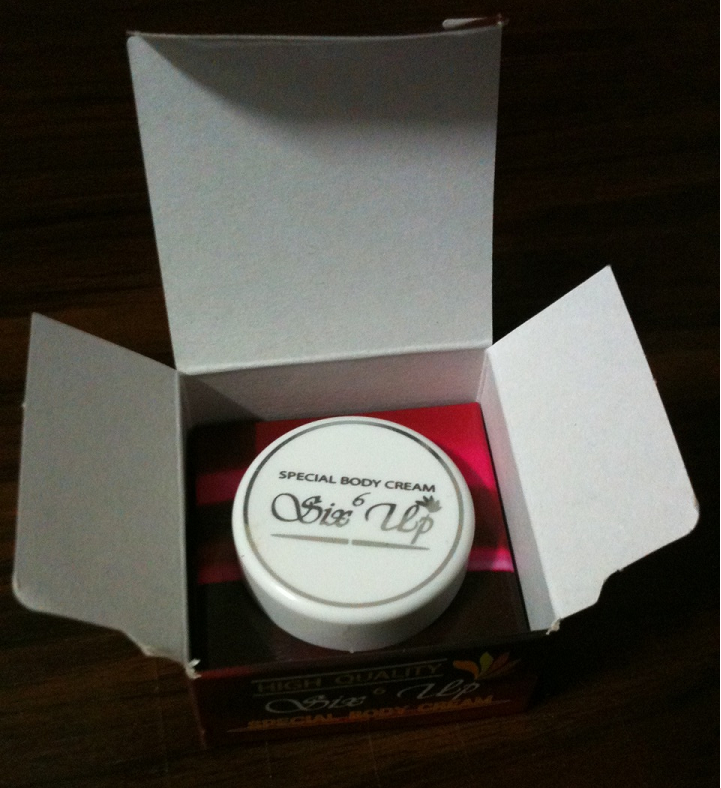 SPECIAL BODY CREAM
6
Six Up
HIGH QUALITY
6
Six Up
SPECIAL BODY CREAM